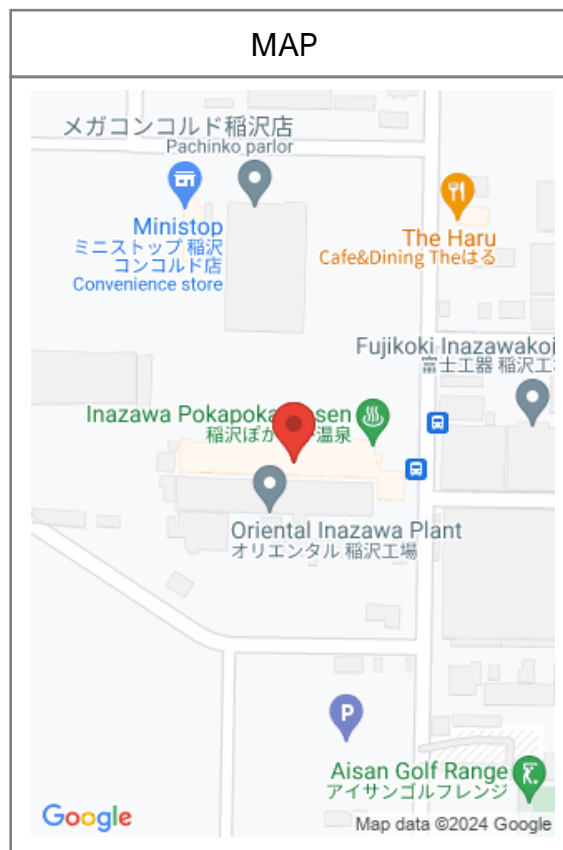 MAP
メガコンコルド稲沢店
Pachinko parlor
Ministop
ミニストップ 稲沢
コンコルド店
Convenience store
The Haru
Cafe&Dining Theはる
Fujikoki Inazawakoj
富士工器 稲沢工
Inazawa Pokapoka
sen
稲沢ぽか
温泉
Oriental Inazawa Plant
オリエンタル 稲沢工場
P
Aisan Golf Range
アイサンゴルフレンジ
Google
Map data ©2024 Google